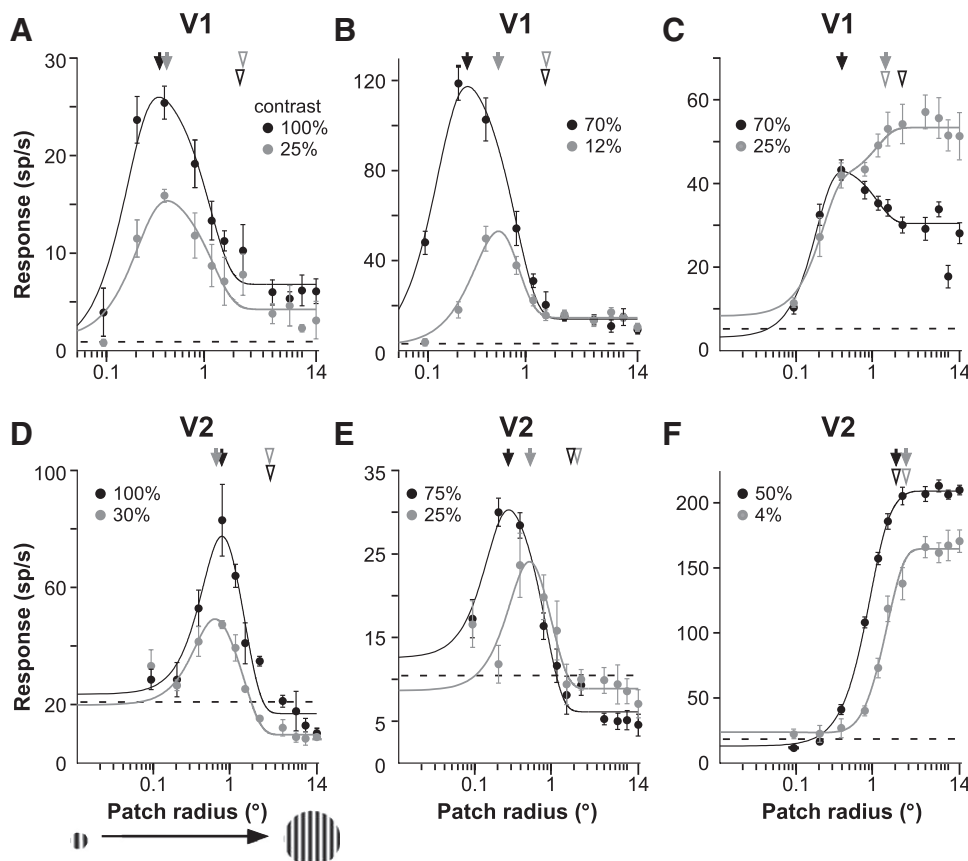 A V1
B V1
C V1
Response (sp/s)
30
20
10
0
contrast
100%
25%
0.1 1 14
120
80
40
0
70%
12%
0.1 1 14
60
40
20
0
70%
25%
0.1 1 14
D V2
E V2
F V2
Response (sp/s)
100
60
20
0
100%
30%
0.1 1 14
Patch radius (°)
35
25
15
5
0
75%
25%
0.1 1 14
Patch radius (°)
200
150
100
50
0
50%
4%
0.1 1 14
Patch radius (°)